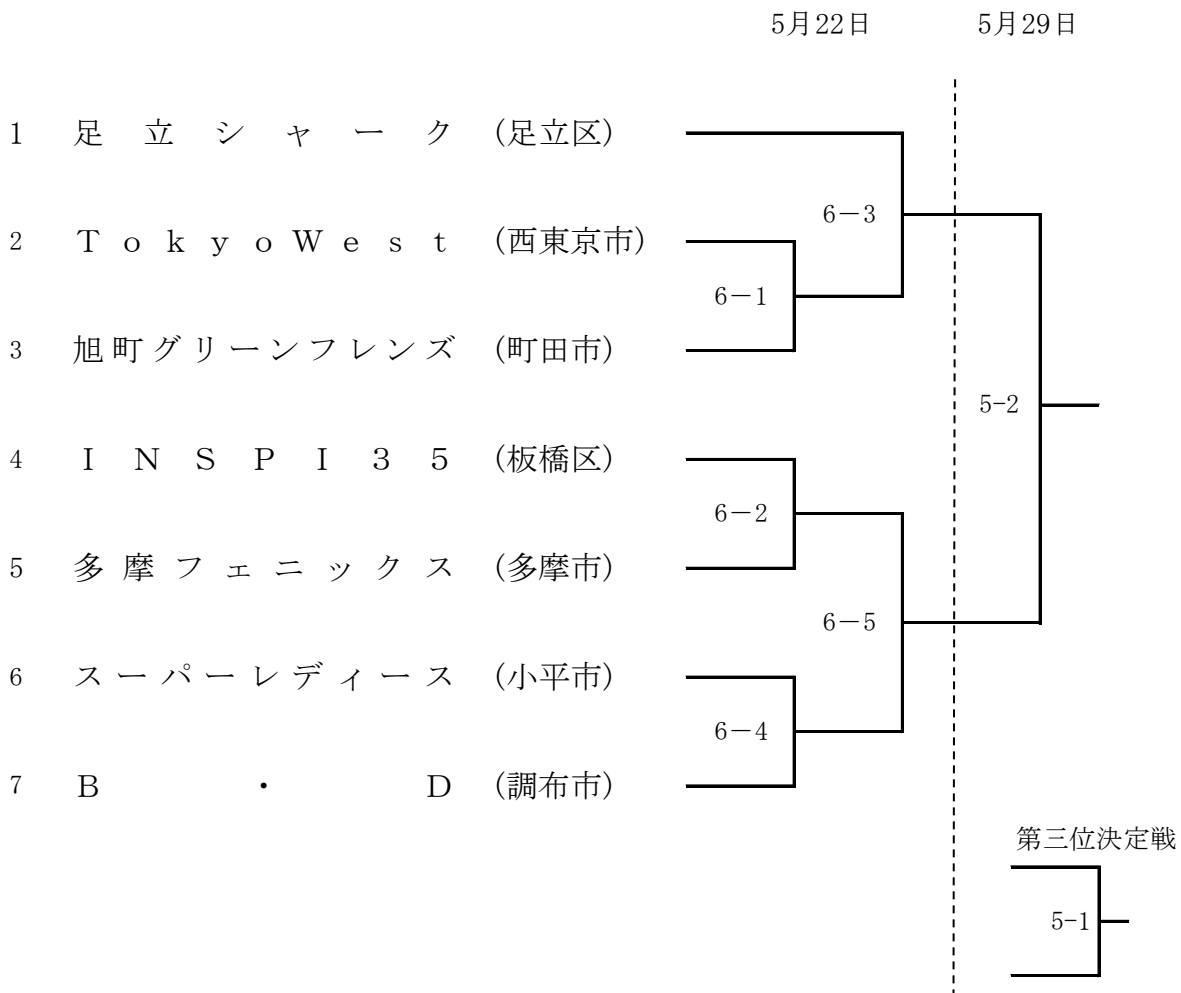 5月22日 5月29日
1 足立シャーク (足立区)
6－3
2 ＴｏｋｙｏＷｅｓｔ (西東京市)
6－1
3 旭町グリーンフレンズ (町田市)
5-2
4 ＩＮＳＰＩ３５ (板橋区)
6－2
5 多摩フェニックス (多摩市)
6－5
6 スーパーレディース (小平市)
6－4
7 Ｂ・Ｄ (調布市)
第三位決定戦
5-1